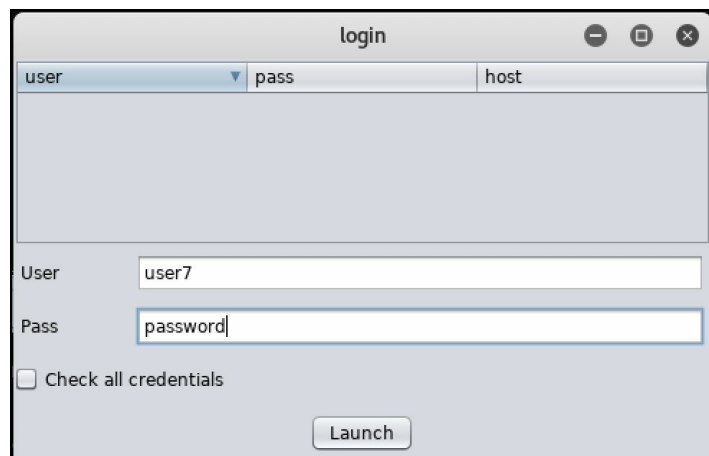 login
user pass host
User user7
Pass password
Check all credentials
Launch